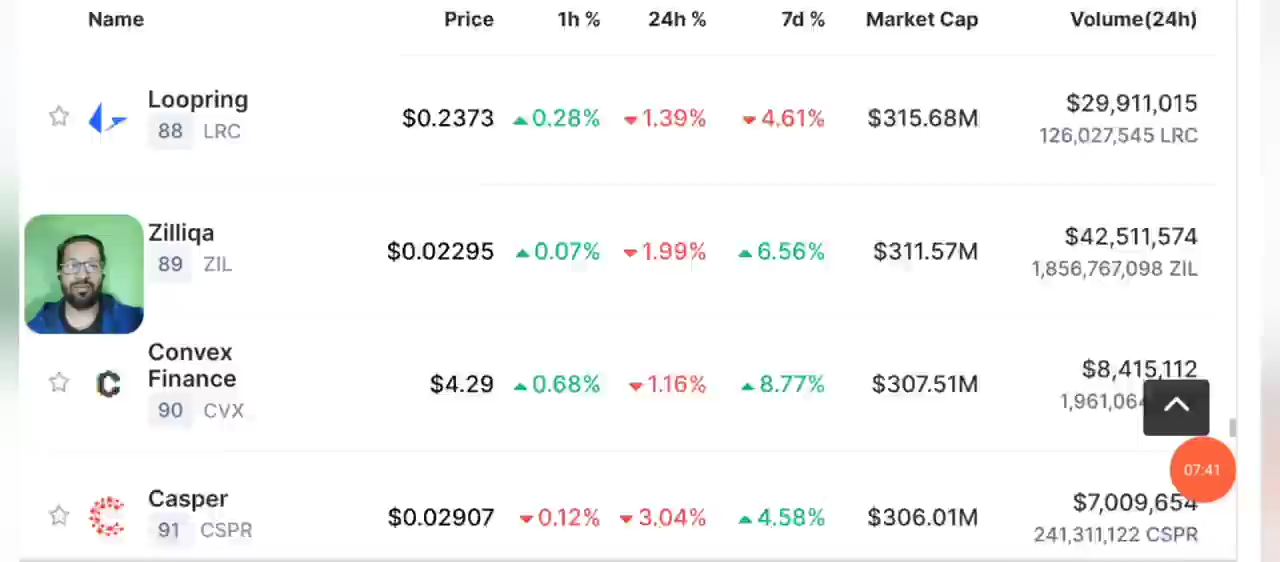 Name Price 1h % 24h % 7d % Market Cap Volume(24h)
Loopring
88 LRC
$0.2373 0.28% 1.39% 4.61% $315.68M $29,911,015
126,027,545 LRC
Zilliqa
89 ZIL
$0.02295 0.07% 1.99% 6.56% $311.57M $42,511,574
1,856,767,098 ZIL
Convex
Finance
90 CVX
$4.29 0.68% 1.16% 8.77% $307.51M $8,415,112
07:41
Casper
91 CSPR
$0.02907 0.12% 3.04% 4.58% $306.01M $7,009,654
241,311,122 CSPR